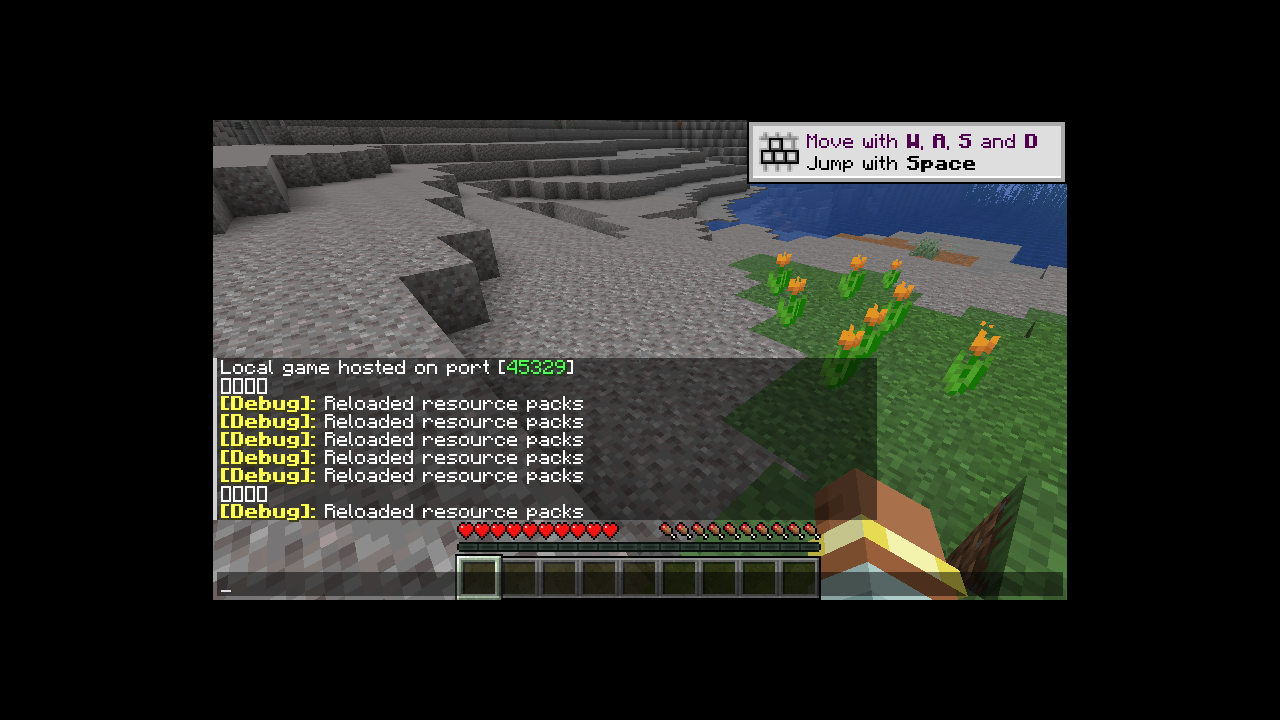 Move with W, A, S and D
Jump with Space
Local game hosted on port [45329]
[Debug]: Reloaded resource packs
[Debug]: Reloaded resource packs
[Debug]: Reloaded resource packs
[Debug]: Reloaded resource packs
[Debug]: Reloaded resource packs
[Debug]: Reloaded resource packs